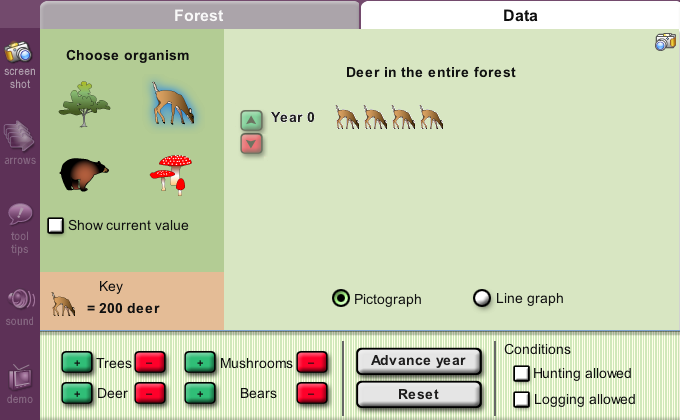 Forest
Data
screen
shot
arrows
tool
tips
sound
demo
Choose organism
Show current value
Key
= 200 deer
Deer in the entire forest
Year 0
Pictograph
Line graph
+ Trees -
+ Mushrooms -
+ Deer -
+ Bears -
Advance year
Reset
Conditions
Hunting allowed
Logging allowed